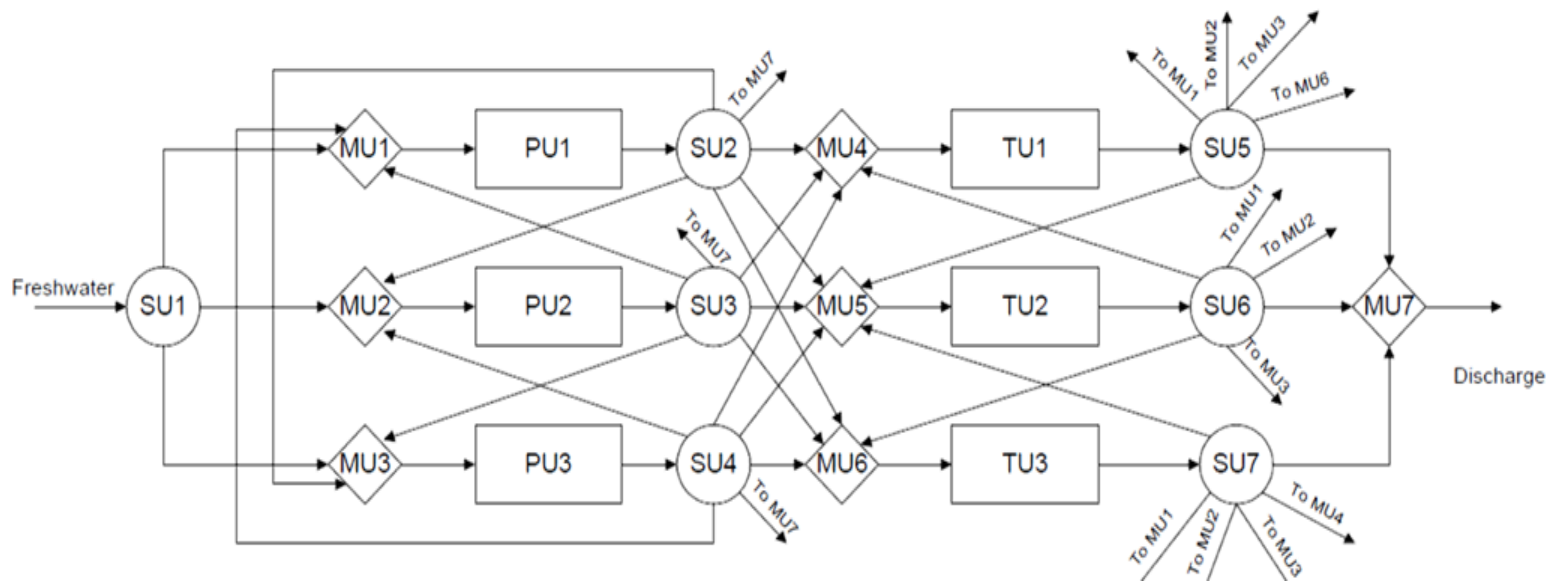 To MU1
To MU2
To MU3
To MU6
To MU7
MU1
PU1
SU2
MU4
TU1
SU5
To MU7
To MU1
To MU2
Freshwater
SU1
MU2
PU2
SU3
MU5
TU2
SU6
MU7
To MU3
Discharge
MU3
PU3
SU4
MU6
TU3
SU7
To MU7
To MU1
To MU2
To MU3
To MU4